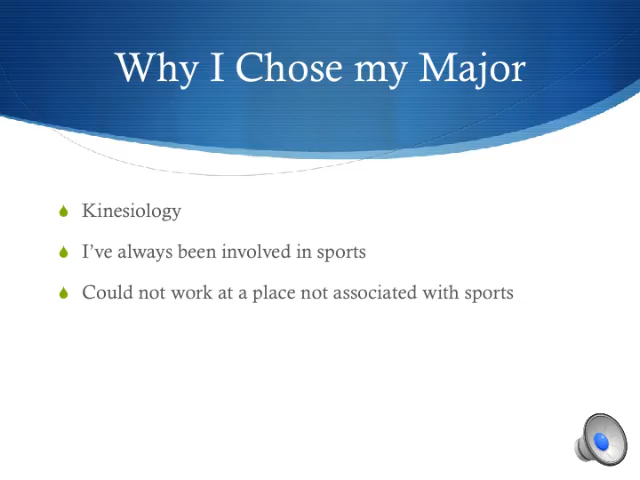 Why I Chose my Major
Kinesiology
I’ve always been involved in sports
Could not work at a place not associated with sports